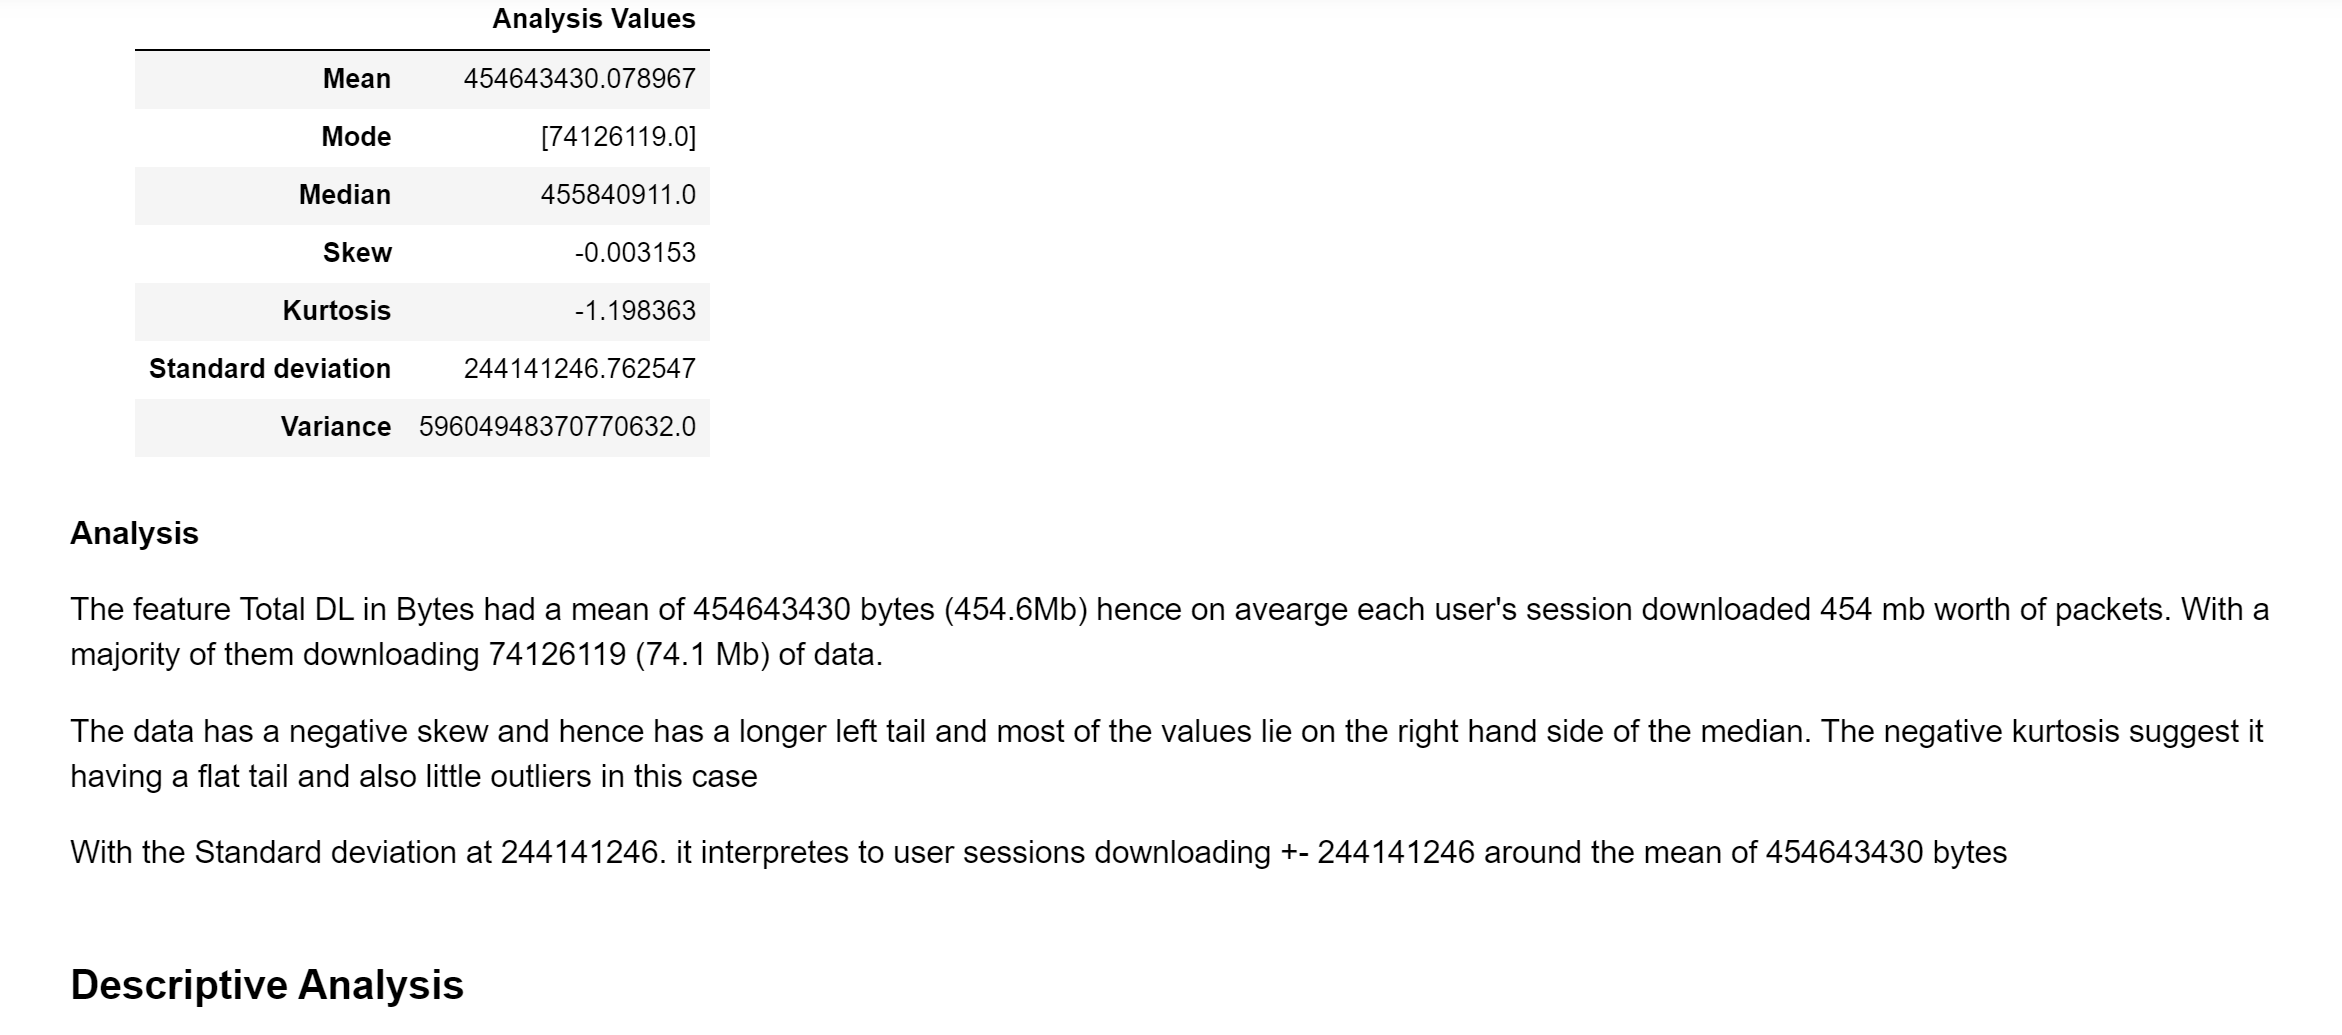 Analysis Values
Mean 454643430.078967
Mode [74126119.0]
Median 455840911.0
Skew -0.003153
Kurtosis -1.198363
Standard deviation 244141246.762547
Variance 59604948370770632.0
Analysis
The feature Total DL in Bytes had a mean of 454643430 bytes (454.6Mb) hence on avearge each user's session downloaded 454 mb worth of packets. With a
majority of them downloading 74126119 (74.1 Mb) of data.
The data has a negative skew and hence has a longer left tail and most of the values lie on the right hand side of the median. The negative kurtosis suggest it
having a flat tail and also little outliers in this case
With the Standard deviation at 244141246. it interpretes to user sessions downloading +- 244141246 around the mean of 454643430 bytes
Descriptive Analysis